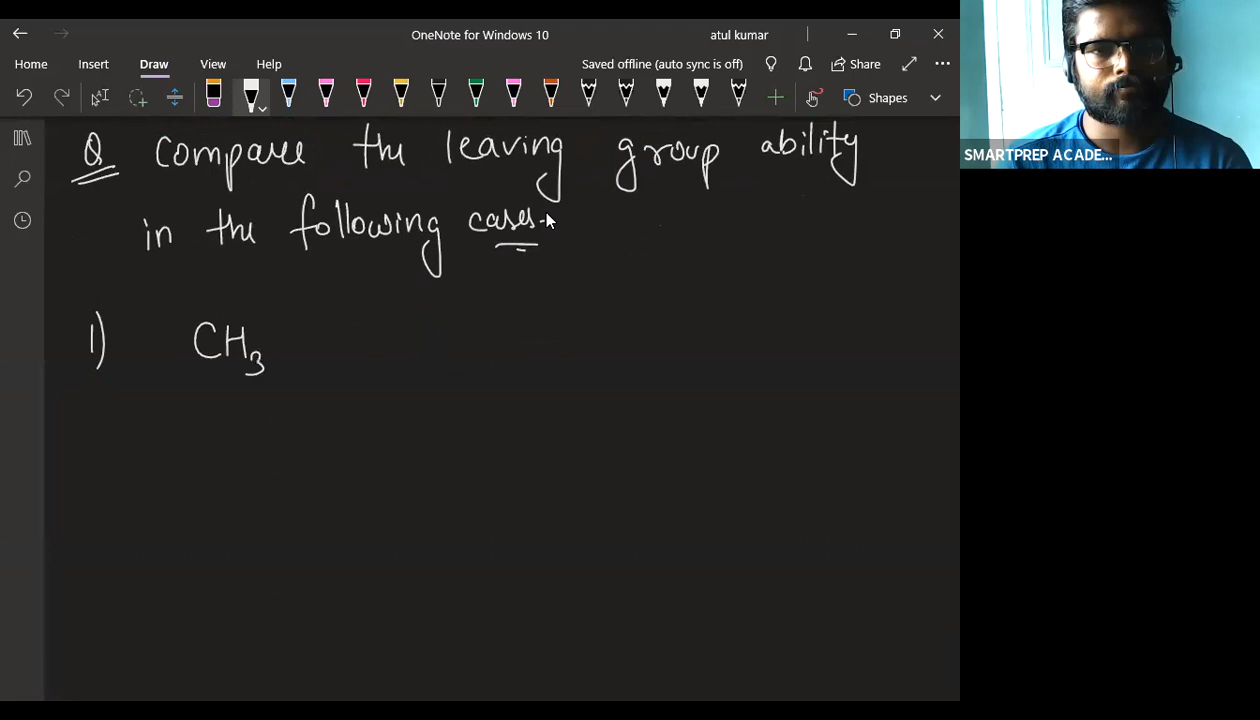 OneNote for Windows 10
atul kumar
Home Insert Draw View Help
Saved offline (auto sync is off)
Share
Shapes
Q Compare the leaving group ability
in the following cases.
1) CH3
SMARTPREP ACADE...